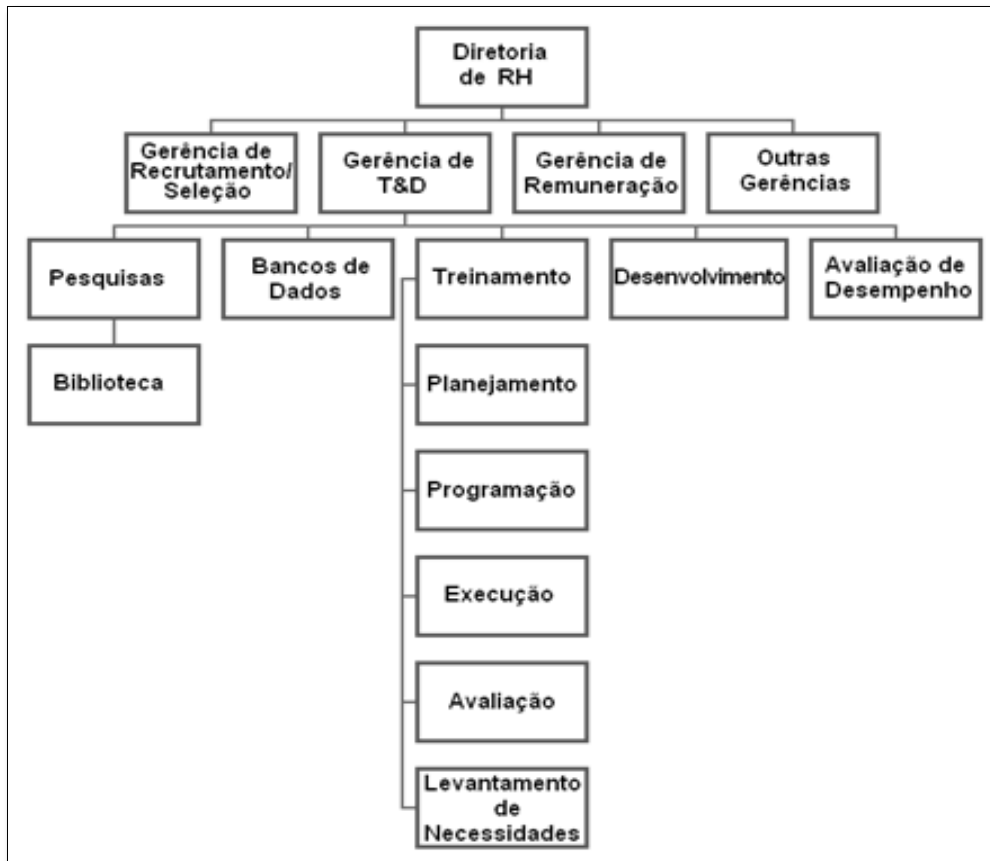 Diretoria
de RH
Gerência de
Recrutamento/
Seleção
Gerência de
T&D
Gerência de
Remuneração
Outras
Gerências
Pesquisas
Bancos de
Dados
Treinamento
Desenvolvimento
Avaliação de
Desempenho
Biblioteca
Planejamento
Programação
Execução
Avaliação
Levantamento
de
Necessidades